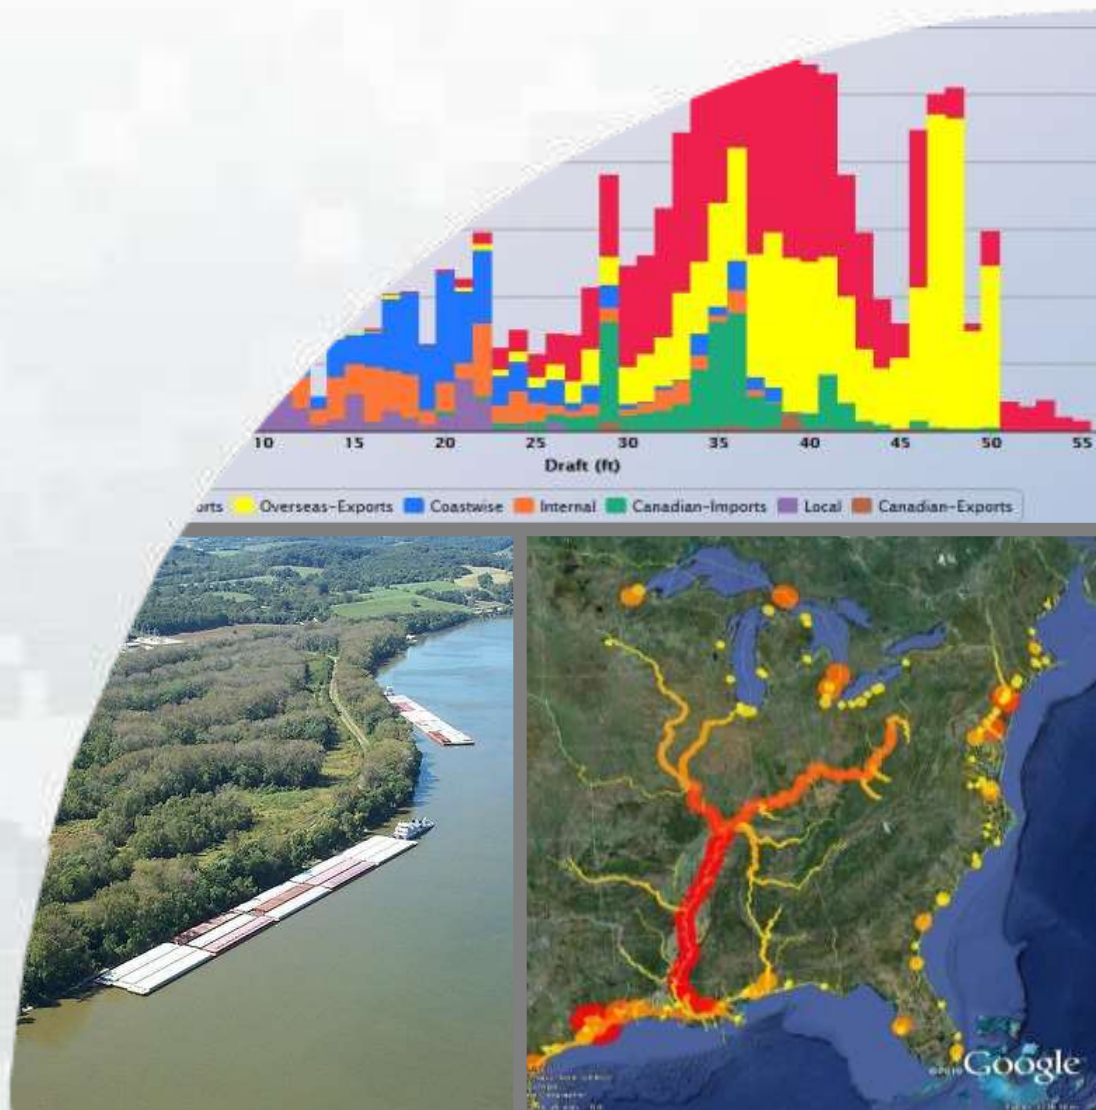 10 15 20 25 30 35 40 45 50 55
Draft (ft)
orts Overseas-Exports Coastwise Internal Canadian-Imports Local Canadian-Exports
Google